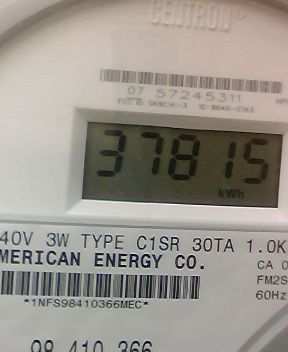 CENTRON®
07 57245311
37815
kWh
40V 3W TYPE C1SR 30TA 1.0K
MERICAN ENERGY CO.
CA 0
FM2S
60Hz
*1NFS98410366MEC*
98 410 366